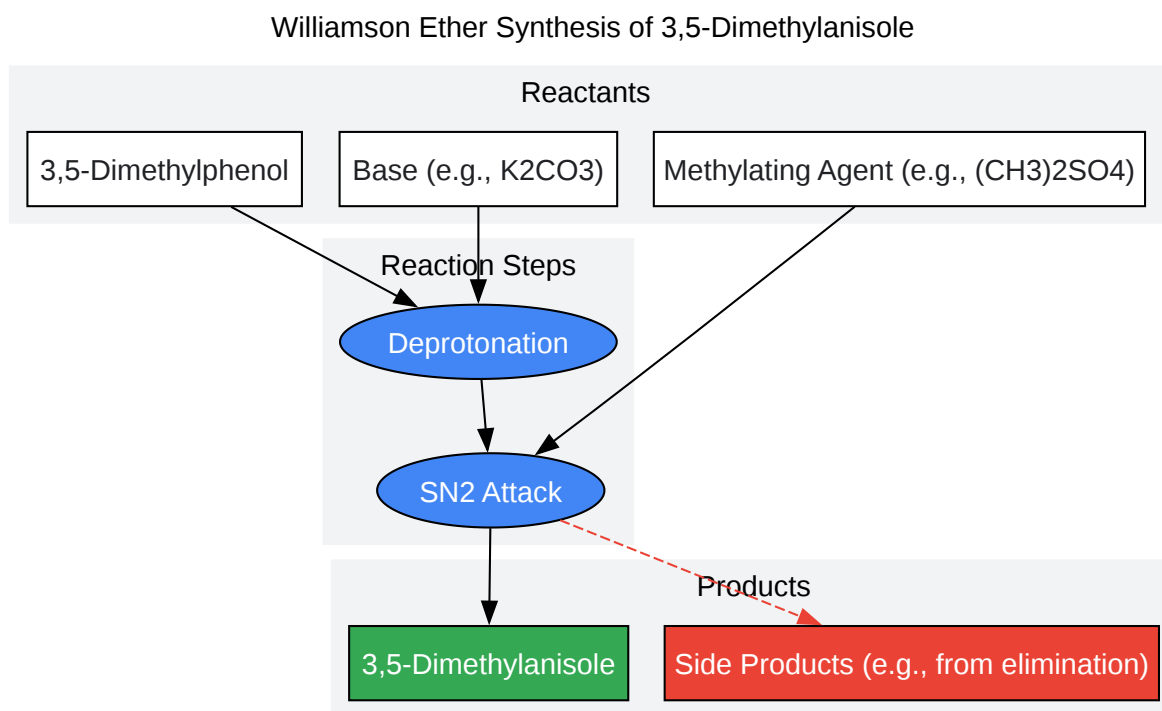 Williamson Ether Synthesis of 3,5-Dimethylanisole
Reactants
3,5-Dimethylphenol
Base (e.g., K2CO3)
Methylating Agent (e.g., (CH3)2SO4)
Reaction Steps
Deprotonation
SN2 Attack
Products
3,5-Dimethylanisole
Side Products (e.g., from elimination)